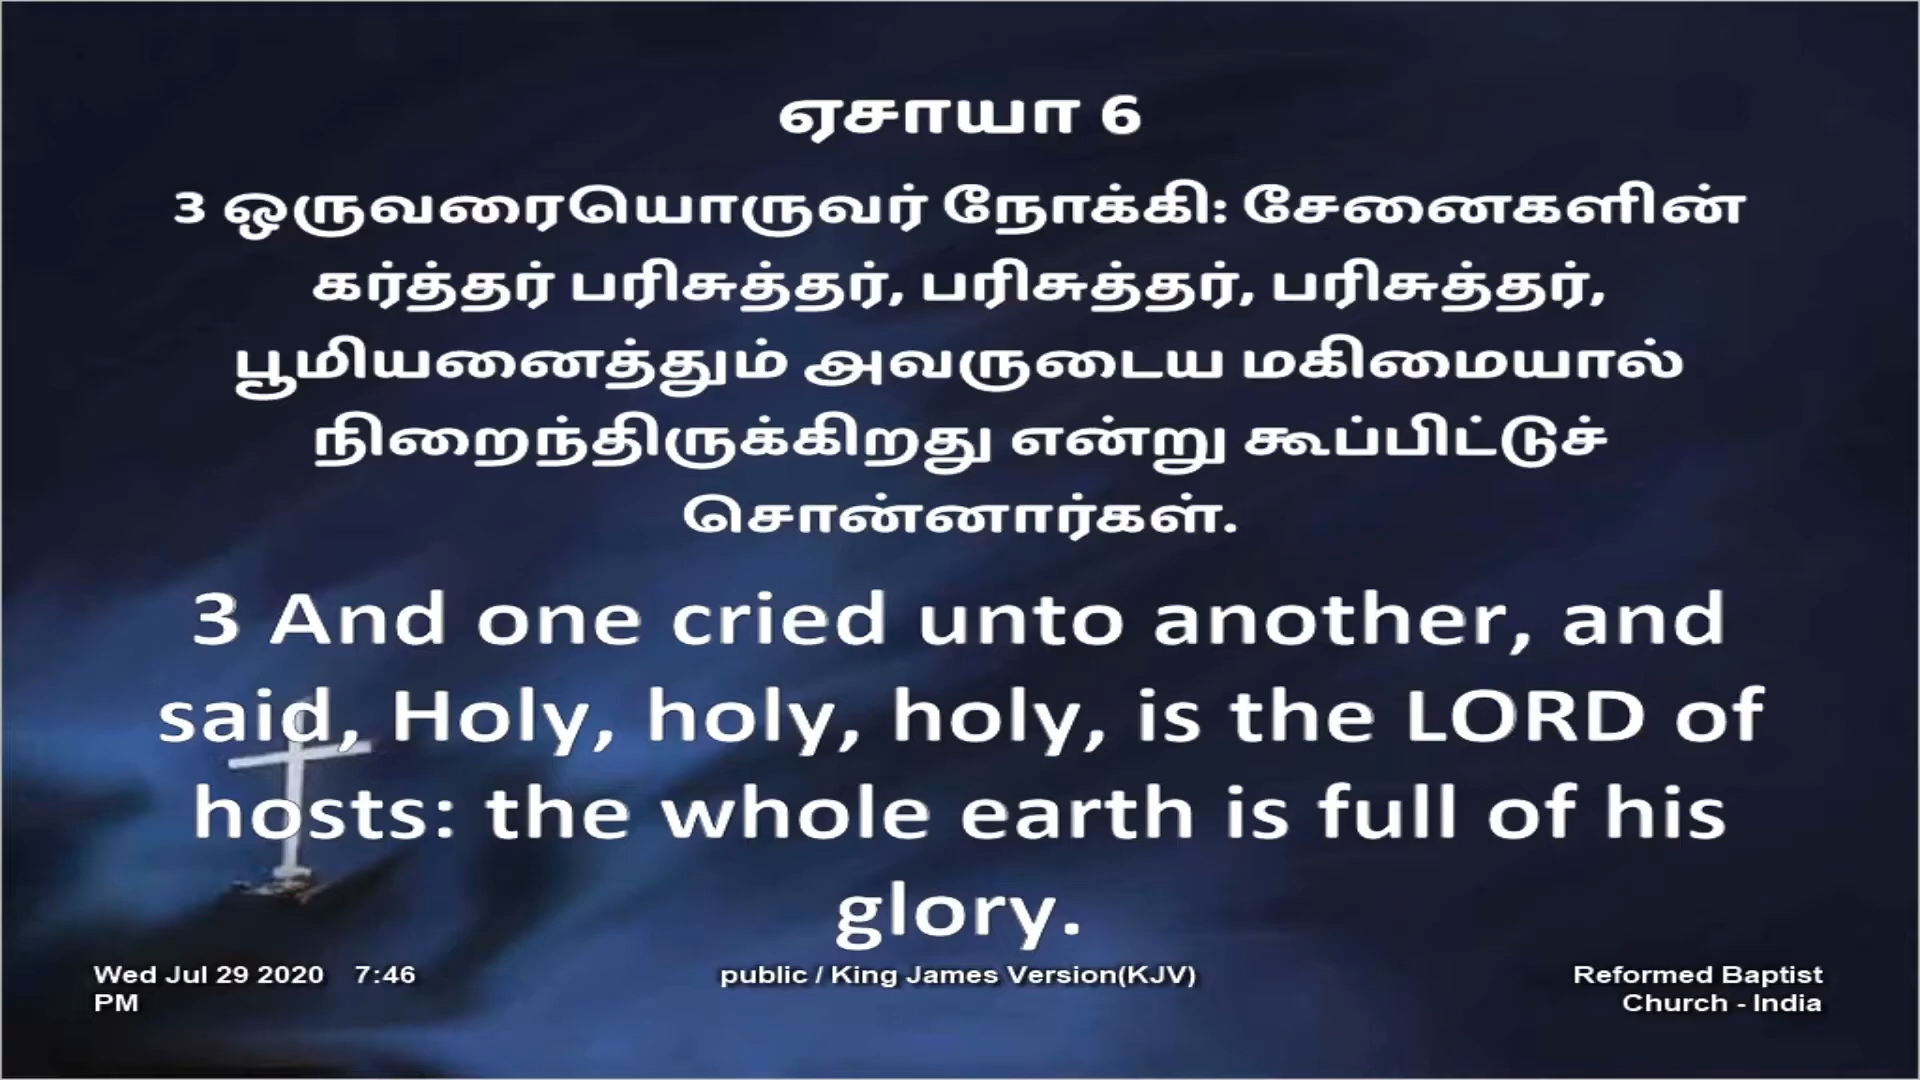 ஏசாயா 6
3 ஒருவரையொருவர் நோக்கி: சேனைகளின்
கர்த்தர் பரிசுத்தர், பரிசுத்தர், பரிசுத்தர்,
பூமியனைத்தும் அவருடைய மகிமையால்
நிறைந்திருக்கிறது என்று கூப்பிட்டுச்
சொன்னார்கள்.
3 And one cried unto another, and
said, Holy, holy, holy, is the LORD of
hosts: the whole earth is full of his
glory.
Wed Jul 29 2020 7:46
PM
public / King James Version(KJV)
Reformed Baptist
Church - India